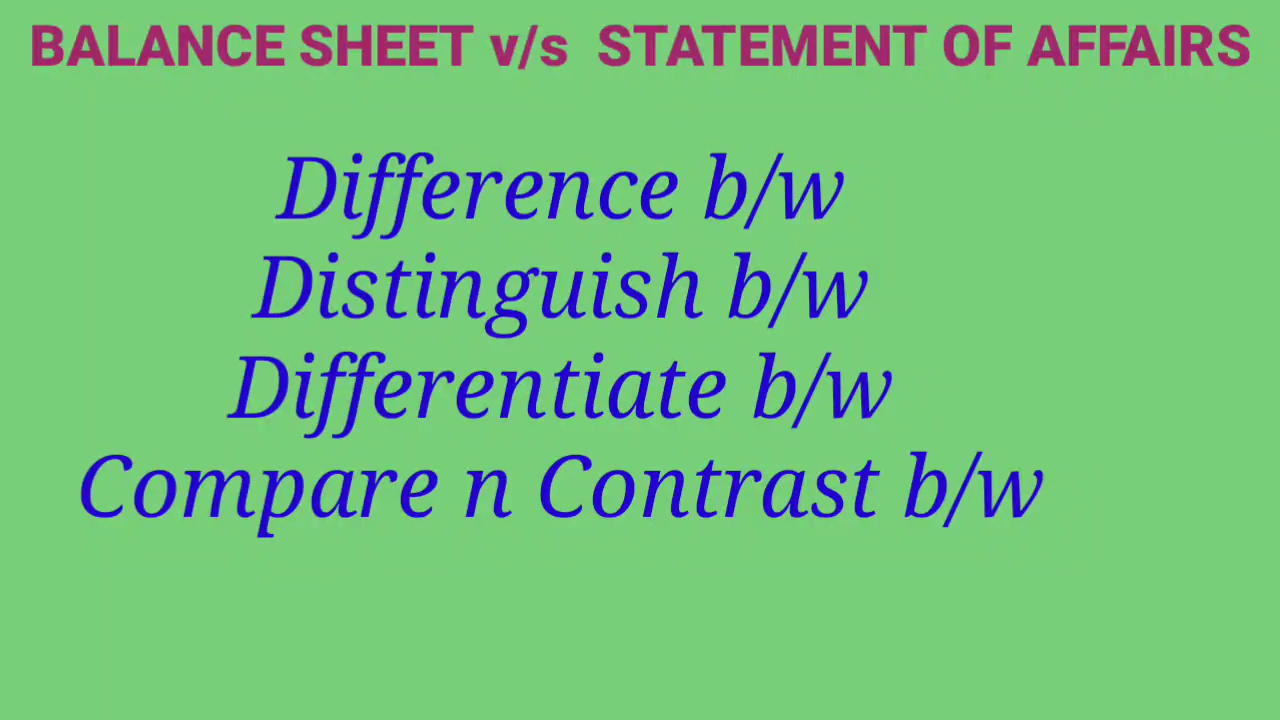 BALANCE SHEET v/s STATEMENT OF AFFAIRS
Difference b/w
Distinguish b/w
Differentiate b/w
Compare n Contrast b/w